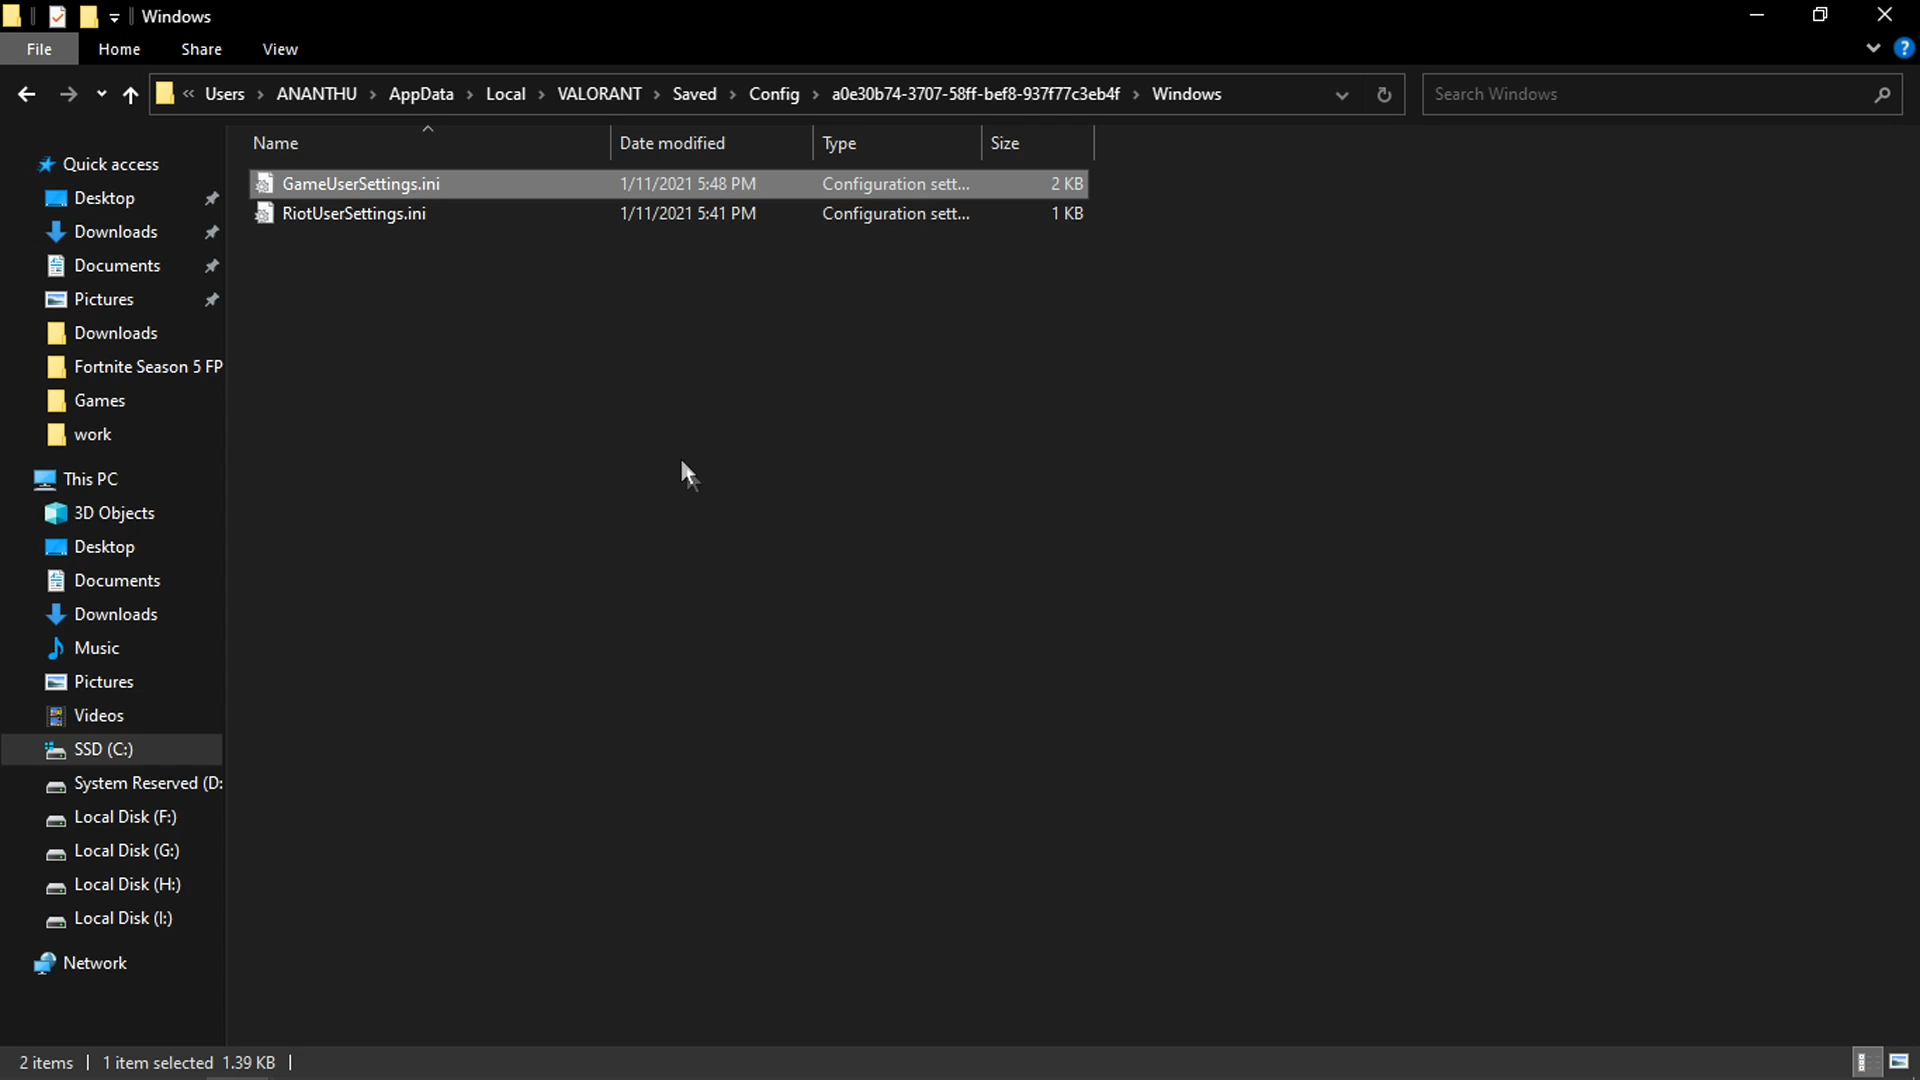 Windows
File Home Share View
« Users > ANANTHU > AppData > Local > VALORANT > Saved > Config > a0e30b74-3707-58ff-bef8-937f77c3eb4f > Windows
Search Windows
Name Date modified Type Size
GameUserSettings.ini 1/11/2021 5:48 PM Configuration sett... 2 KB
RiotUserSettings.ini 1/11/2021 5:41 PM Configuration sett... 1 KB
Quick access
Desktop
Downloads
Documents
Pictures
Downloads
Fortnite Season 5 FP
Games
work
This PC
3D Objects
Desktop
Documents
Downloads
Music
Pictures
Videos
SSD (C:)
System Reserved (D:
Local Disk (F:)
Local Disk (G:)
Local Disk (H:)
Local Disk (I:)
Network
2 items 1 item selected 1.39 KB